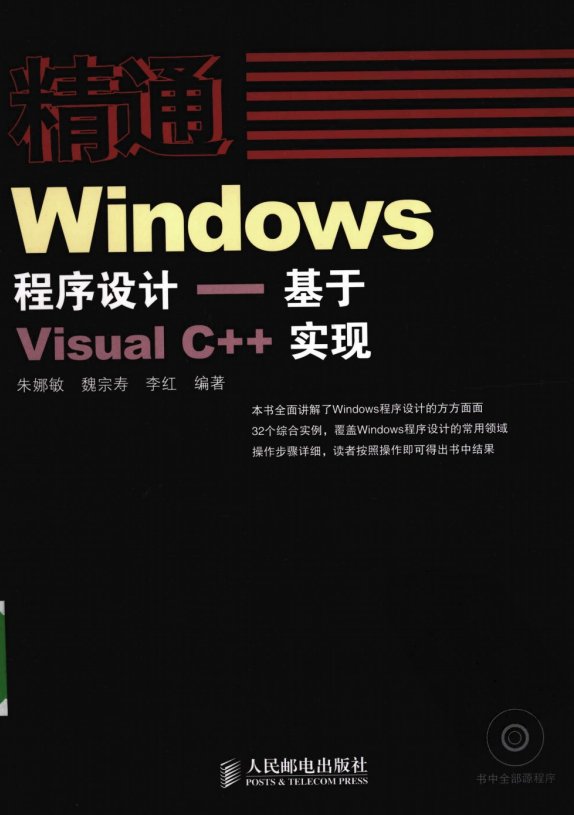 精通
Windows
程序设计 — 基于
Visual C++ 实现
朱娜敏 魏宗寿 李红 编著
本书全面讲解了Windows程序设计的方方面面
32个综合实例，覆盖Windows程序设计的常用领域
操作步骤详细，读者按照操作即可得出书中结果
人民邮电出版社
POSTS & TELECOM PRESS
书中全部源程序